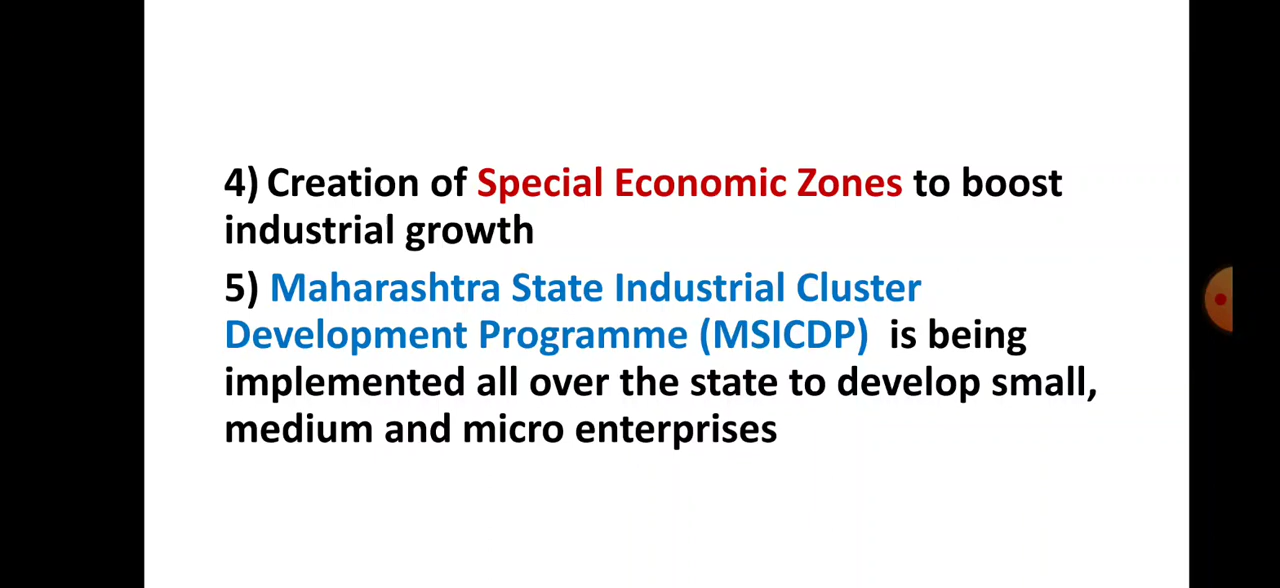 4) Creation of Special Economic Zones to boost
industrial growth
5) Maharashtra State Industrial Cluster
Development Programme (MSICDP) is being
implemented all over the state to develop small,
medium and micro enterprises